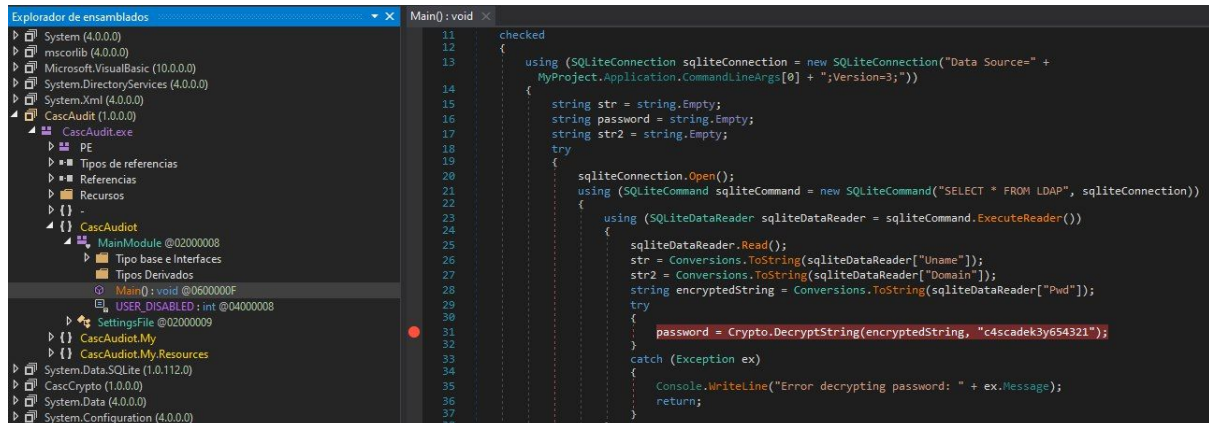 Explorador de ensamblados
System (4.0.0.0)
mscorlib (4.0.0.0)
Microsoft.VisualBasic (10.0.0.0)
System.DirectoryServices (4.0.0.0)
System.Xml (4.0.0.0)
CascAudit (1.0.0.0)
CascAudit.exe
PE
Tipos de referencias
Referencias
Recursos
{ } -
{ } CascAudiot
MainModule @02000008
Tipo base e Interfaces
Tipos Derivados
Main() : void @0600000F
USER_DISABLED : int @04000008
SettingsFile @02000009
{ } CascAudiot.My
{ } CascAudiot.My.Resources
System.Data.SQLite (1.0.112.0)
CascCrypto (1.0.0.0)
System.Data (4.0.0.0)
System.Configuration (4.0.0.0)
Main() : void
11 checked
12 {
13 using (SQLiteConnection sqliteConnection = new SQLiteConnection("Data Source=" +
MyProject.Application.CommandLineArgs[0] + ";Version=3;"))
14 {
15 string str = string.Empty;
16 string password = string.Empty;
17 string str2 = string.Empty;
18 try
19 {
20 sqliteConnection.Open();
21 using (SQLiteCommand sqliteCommand = new SQLiteCommand("SELECT * FROM LDAP", sqliteConnection))
22 {
23 using (SQLiteDataReader sqliteDataReader = sqliteCommand.ExecuteReader())
24 {
25 sqliteDataReader.Read();
26 str = Conversions.ToString(sqliteDataReader["Uname"]);
27 str2 = Conversions.ToString(sqliteDataReader["Domain"]);
28 string encryptedString = Conversions.ToString(sqliteDataReader["Pwd"]);
29 try
30 {
31 password = Crypto.DecryptString(encryptedString, "c4scadek3y654321");
32 }
33 catch (Exception ex)
34 {
35 Console.WriteLine("Error decrypting password: " + ex.Message);
36 return;
37 }